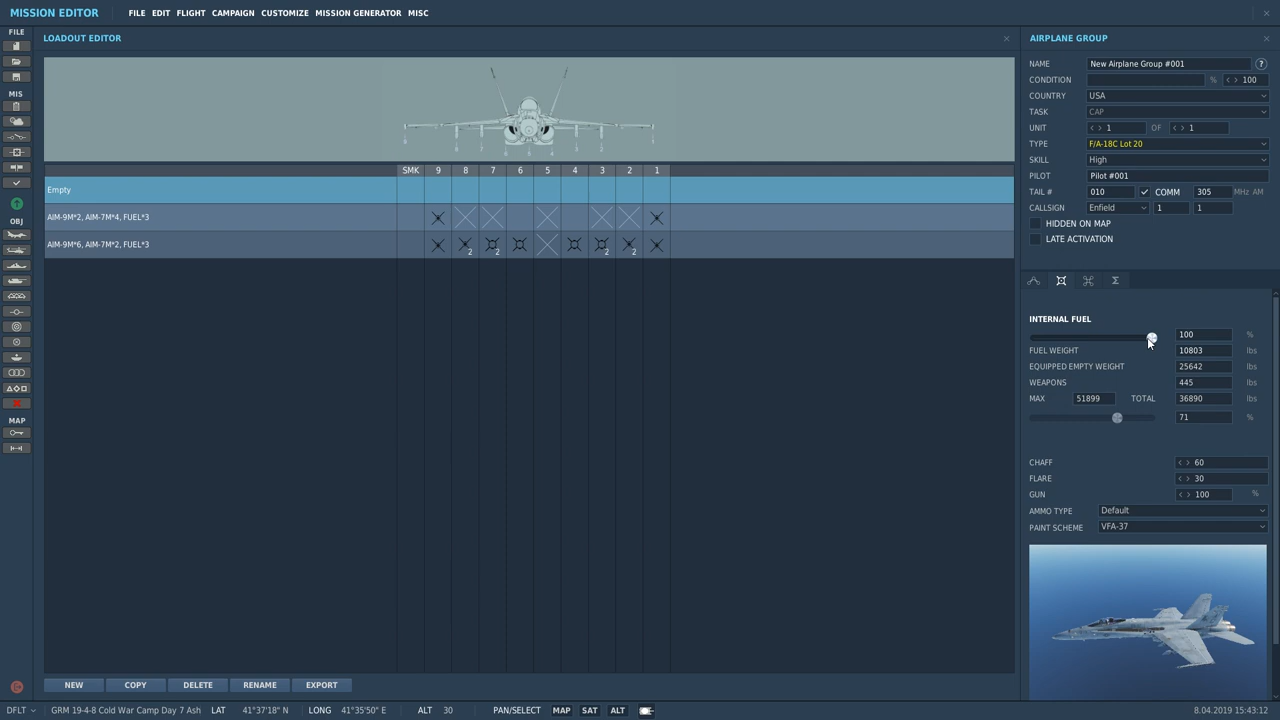 MISSION EDITOR FILE EDIT FLIGHT CAMPAIGN CUSTOMIZE MISSION GENERATOR MISC
FILE
MIS
OBJ
MAP
LOADOUT EDITOR
SMK 9 8 7 6 5 4 3 2 1
Empty
AIM-9M*2, AIM-7M*4, FUEL*3
AIM-9M*6, AIM-7M*2, FUEL*3 2 2 2 2
NEW COPY DELETE RENAME EXPORT
AIRPLANE GROUP
NAME New Airplane Group #001 ?
CONDITION % < > 100
COUNTRY USA
TASK CAP
UNIT < > 1 OF < > 1
TYPE F/A-18C Lot 20
SKILL High
PILOT Pilot #001
TAIL # 010 COMM 305 MHz AM
CALLSIGN Enfield 1 1
HIDDEN ON MAP
LATE ACTIVATION
Σ
INTERNAL FUEL
100 %
FUEL WEIGHT 10803 lbs
EQUIPPED EMPTY WEIGHT 25642 lbs
WEAPONS 445 lbs
MAX 51899 TOTAL 36890 lbs
71 %
CHAFF < > 60
FLARE < > 30
GUN < > 100 %
AMMO TYPE Default
PAINT SCHEME VFA-37
DFLT GRM 19-4-8 Cold War Camp Day 7 Ash LAT 41°37'18" N LONG 41°35'50" E ALT 30 PAN/SELECT MAP SAT ALT 8.04.2019 15:43:12